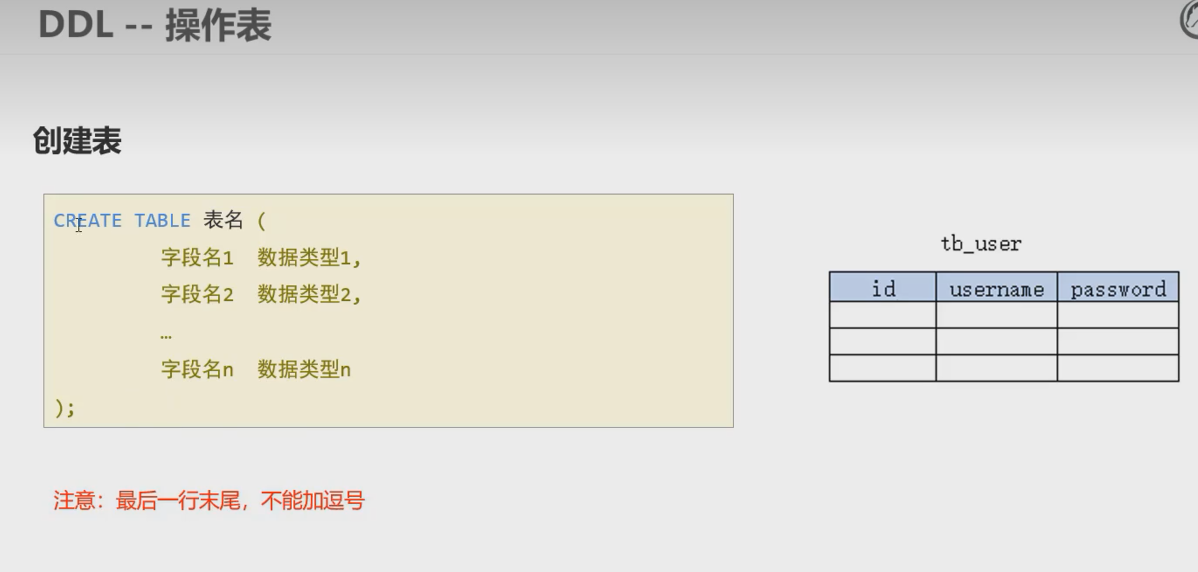 DDL -- 操作表
创建表
CREATE TABLE 表名 (
字段名1 数据类型1,
字段名2 数据类型2,
…
字段名n 数据类型n
);
tb_user
id username password
注意：最后一行末尾，不能加逗号